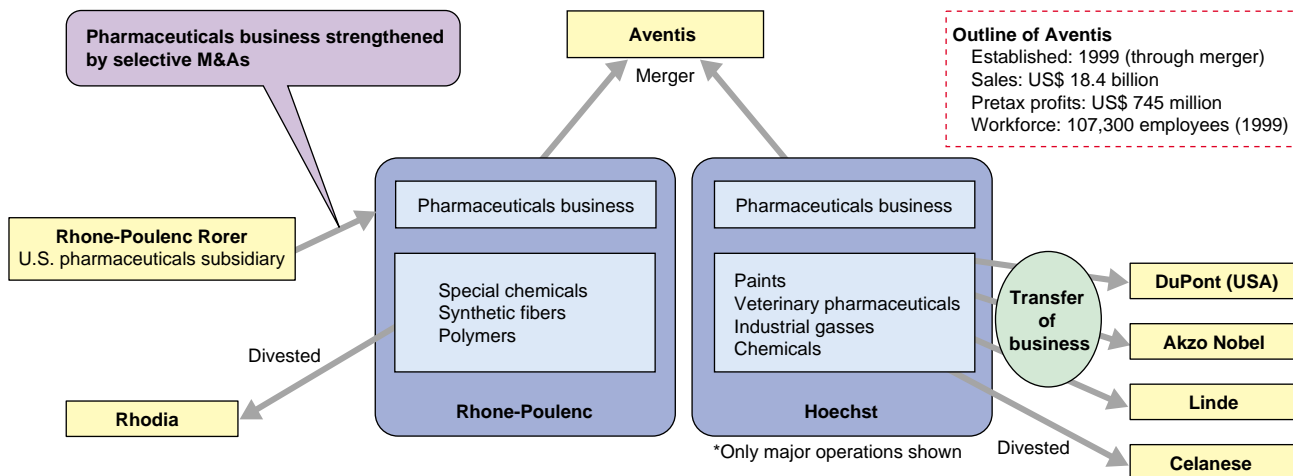 Pharmaceuticals business strengthened
by selective M&As
Aventis
Merger
Outline of Aventis
Established: 1999 (through merger)
Sales: US$ 18.4 billion
Pretax profits: US$ 745 million
Workforce: 107,300 employees (1999)
Rhone-Poulenc Rorer
U.S. pharmaceuticals subsidiary
Pharmaceuticals business
Special chemicals
Synthetic fibers
Polymers
Rhone-Poulenc
Divested
Rhodia
Pharmaceuticals business
Paints
Veterinary pharmaceuticals
Industrial gasses
Chemicals
Hoechst
*Only major operations shown
Transfer
of
business
Divested
DuPont (USA)
Akzo Nobel
Linde
Celanese